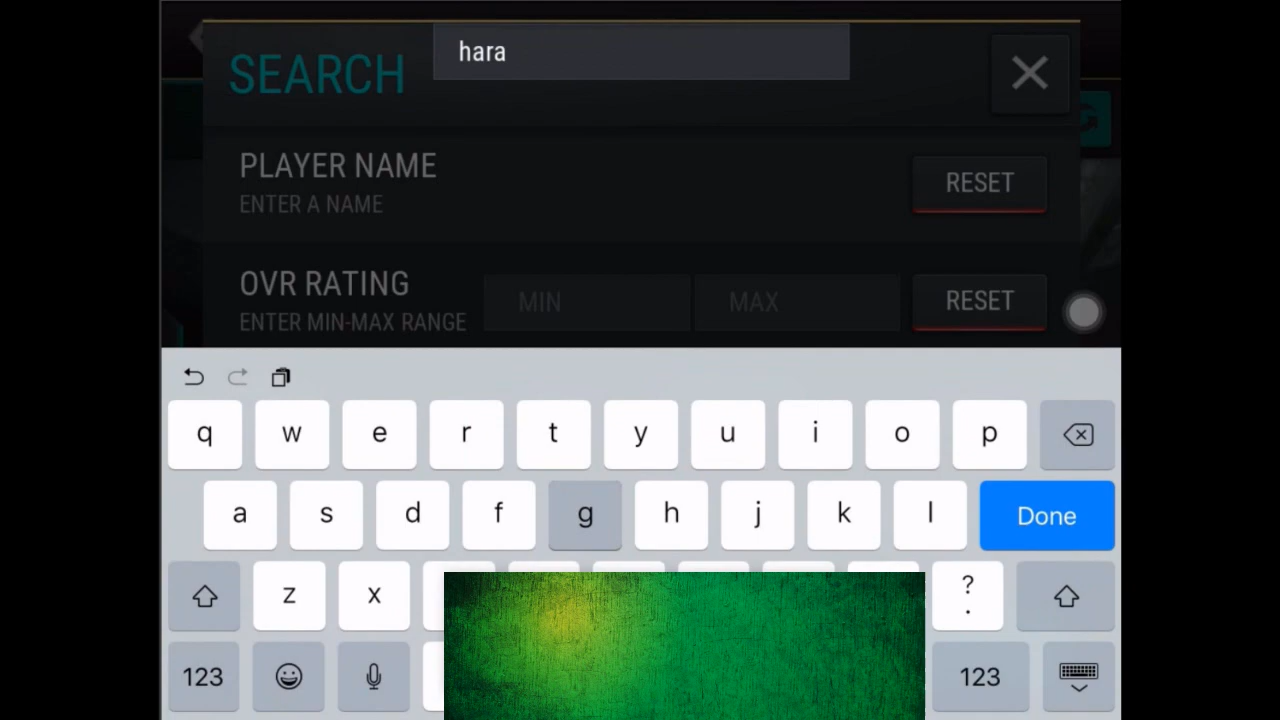 hara
SEARCH
PLAYER NAME
RESET
ENTER A NAME
OVR RATING
MIN
MAX
RESET
ENTER MIN-MAX RANGE
q w e r t y u i o p
a s d f g h j k l Done
z x ? .
123 123